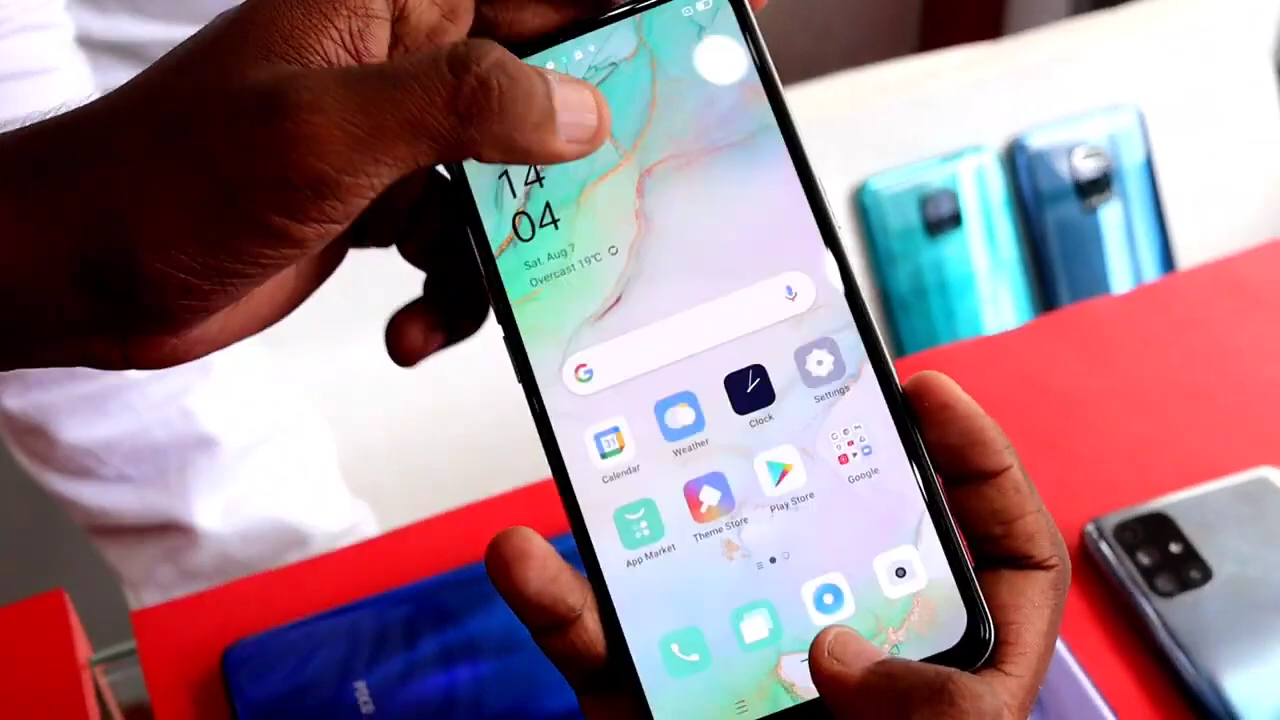 14
04
Sat, Aug 7
Overcast 19°C
G
31
Calendar
Weather
Clock
Settings
App Market
Theme Store
Play Store
Google
POCO